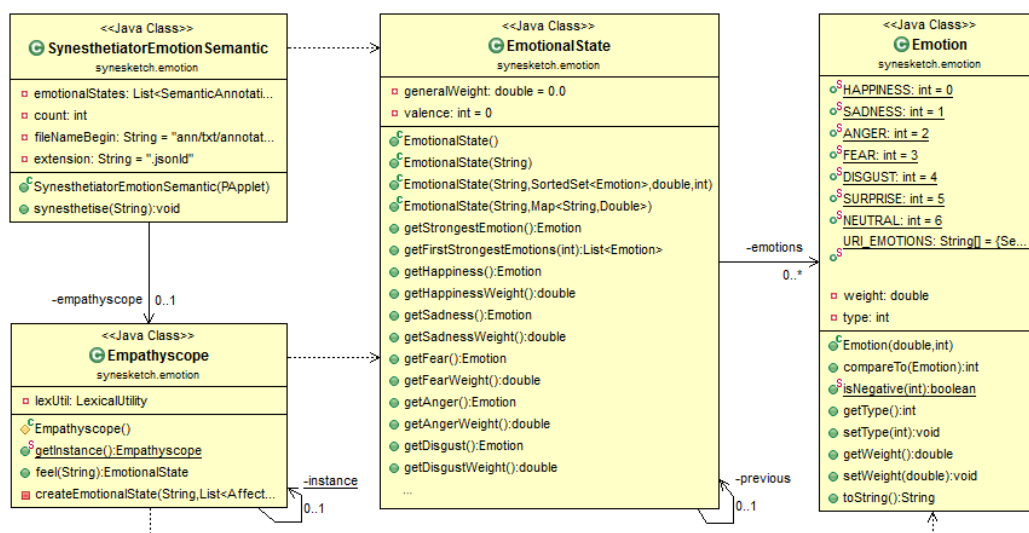 <<Java Class>>
SynesthetiatorEmotionSemantic
synesketch.emotion
emotionalStates: List<SemanticAnnotati...
count: int
fileNameBegin: String = "ann/txt/annotat...
extension: String = ".jsonld"
SynesthetiatorEmotionSemantic(PApplet)
synesthetise(String):void
-empathyscope
0..1
<<Java Class>>
Empathyscope
synesketch.emotion
lexUtil: LexicalUtility
Empathyscope()
getInstance():Empathyscope
feel(String):EmotionalState
createEmotionalState(String,List<Affect...
-instance
0..1
<<Java Class>>
EmotionalState
synesketch.emotion
generalWeight: double = 0.0
valence: int = 0
EmotionalState()
EmotionalState(String)
EmotionalState(String,SortedSet<Emotion>,double,int)
EmotionalState(String,Map<String,Double>)
getStrongestEmotion():Emotion
getFirstStrongestEmotions(int):List<Emotion>
getHappiness():Emotion
getHappinessWeight():double
getSadness():Emotion
getSadnessWeight():double
getFear():Emotion
getFearWeight():double
getAnger():Emotion
getAngerWeight():double
getDisgust():Emotion
getDisgustWeight():double
...
-previous
0..1
-emotions
0..*
<<Java Class>>
Emotion
synesketch.emotion
HAPPINESS: int = 0
SADNESS: int = 1
ANGER: int = 2
FEAR: int = 3
DISGUST: int = 4
SURPRISE: int = 5
NEUTRAL: int = 6
URI_EMOTIONS: String[] = {Se...
weight: double
type: int
Emotion(double,int)
compareTo(Emotion):int
isNegative(int):boolean
getType():int
setType(int):void
getWeight():double
setWeight(double):void
toString():String